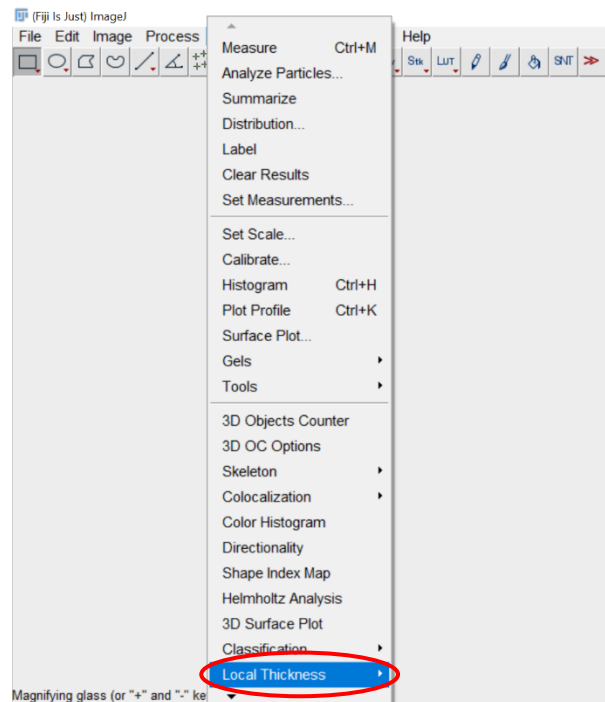 (Fiji Is Just) ImageJ
File Edit Image Process Help
Stk LUT SNT
Measure Ctrl+M
Analyze Particles...
Summarize
Distribution...
Label
Clear Results
Set Measurements...
Set Scale...
Calibrate...
Histogram Ctrl+H
Plot Profile Ctrl+K
Surface Plot...
Gels
Tools
3D Objects Counter
3D OC Options
Skeleton
Colocalization
Color Histogram
Directionality
Shape Index Map
Helmholtz Analysis
3D Surface Plot
Classification
Local Thickness
Magnifying glass (or "+" and "-" ke